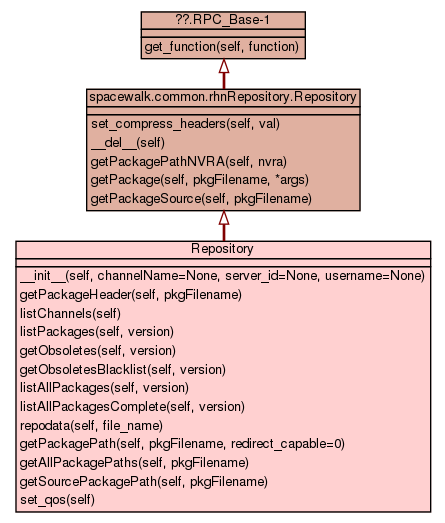 ??.RPC_Base-1
get_function(self, function)
spacewalk.common.rhnRepository.Repository
set_compress_headers(self, val)
__del__(self)
getPackagePathNVRA(self, nvra)
getPackage(self, pkgFilename, *args)
getPackageSource(self, pkgFilename)
Repository
__init__(self, channelName=None, server_id=None, username=None)
getPackageHeader(self, pkgFilename)
listChannels(self)
listPackages(self, version)
getObsoletes(self, version)
getObsoletesBlacklist(self, version)
listAllPackages(self, version)
listAllPackagesComplete(self, version)
repodata(self, file_name)
getPackagePath(self, pkgFilename, redirect_capable=0)
getAllPackagePaths(self, pkgFilename)
getSourcePackagePath(self, pkgFilename)
set_qos(self)